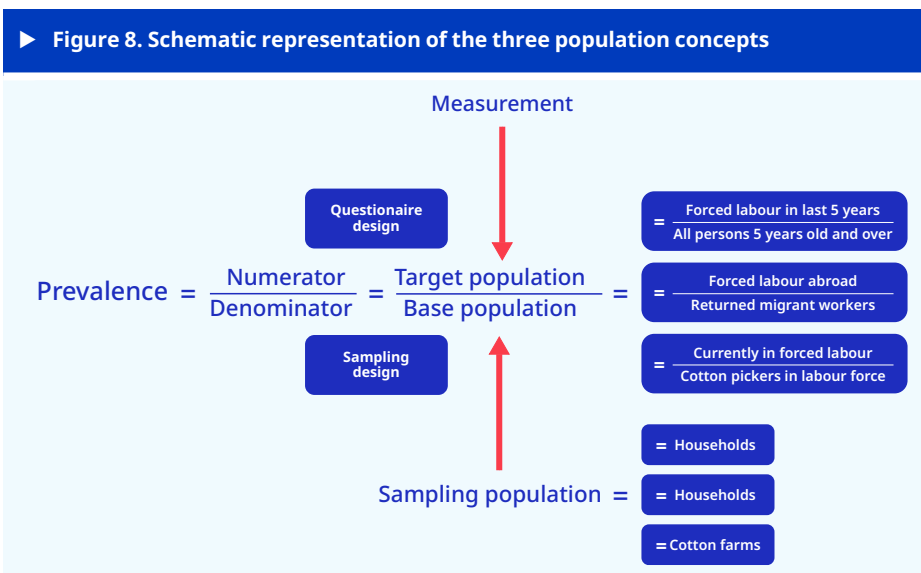 ▶ Figure 8. Schematic representation of the three population concepts
Measurement
Questionaire
design
= Forced labour in last 5 years
All persons 5 years old and over
Prevalence = Numerator = Target population =
Denominator Base population
= Forced labour abroad
Returned migrant workers
Sampling
design
= Currently in forced labour
Cotton pickers in labour force
= Households
Sampling population = = Households
= Cotton farms